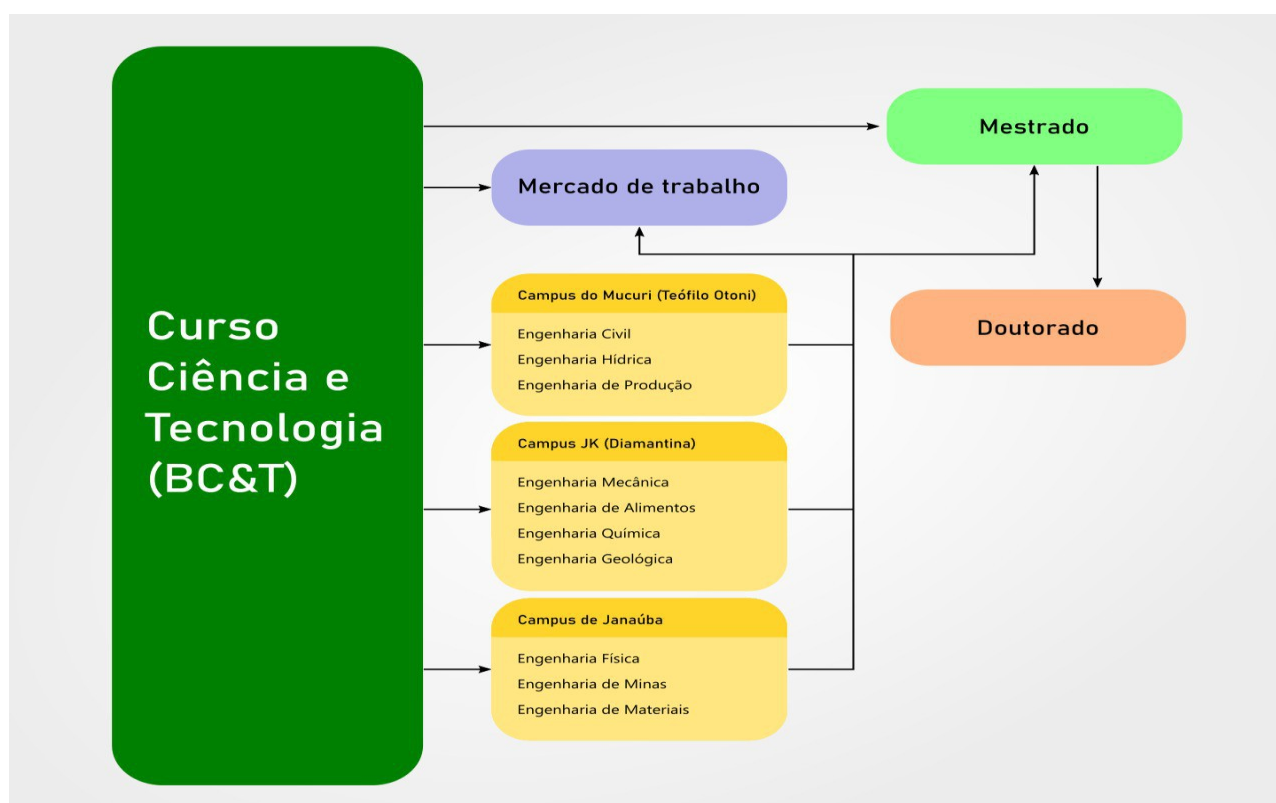 Curso
Ciência e
Tecnologia
(BC&T)
Mestrado
Mercado de trabalho
Campus do Mucuri (Teófilo Otoni)
Engenharia Civil
Engenharia Hídrica
Engenharia de Produção
Doutorado
Campus JK (Diamantina)
Engenharia Mecânica
Engenharia de Alimentos
Engenharia Química
Engenharia Geológica
Campus de Janaúba
Engenharia Física
Engenharia de Minas
Engenharia de Materiais